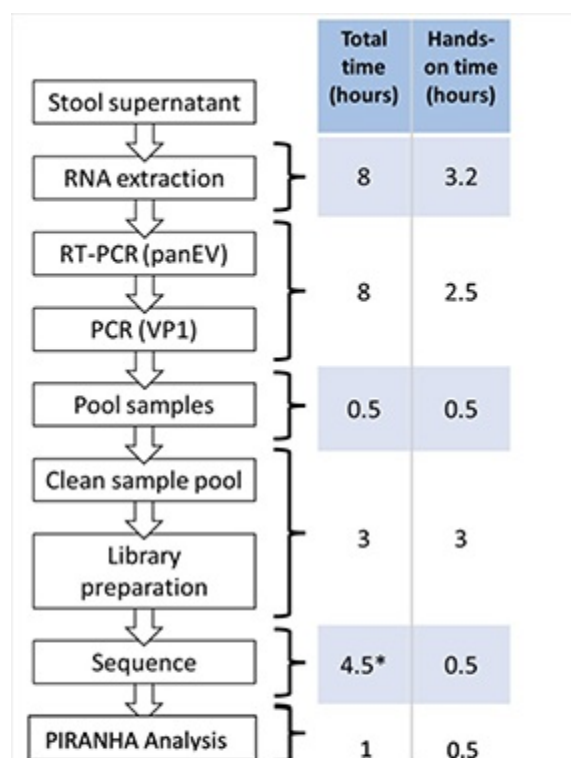 Total time (hours)
Hands-on time (hours)
Stool supernatant
RNA extraction
8
3.2
RT-PCR (panEV)
PCR (VP1)
8
2.5
Pool samples
0.5
0.5
Clean sample pool
Library
preparation
3
3
Sequence
4.5*
0.5
PIRANHA Analysis
1
0.5